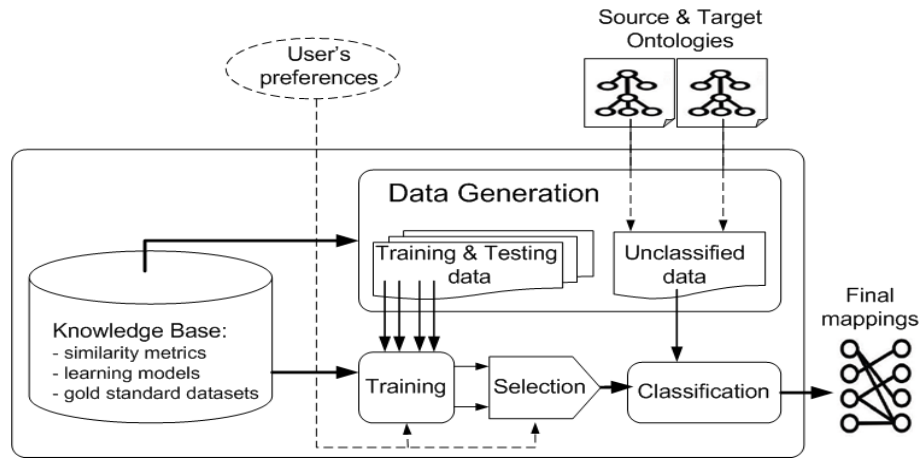 Source & Target
Ontologies
User's
preferences
Data Generation
Training & Testing
data
Unclassified
data
Knowledge Base:
- similarity metrics
- learning models
- gold standard datasets
Training
Selection
Classification
Final
mappings